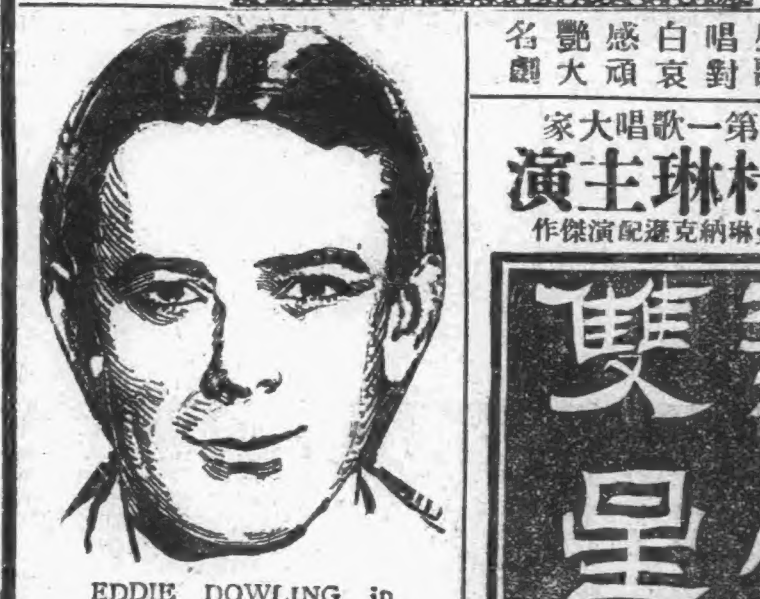 唱對
白哀
感頑
艷大
名劇
第一歌唱大家
琳主演
琳納克配演傑作
雙星
EDDIE DOWLING in